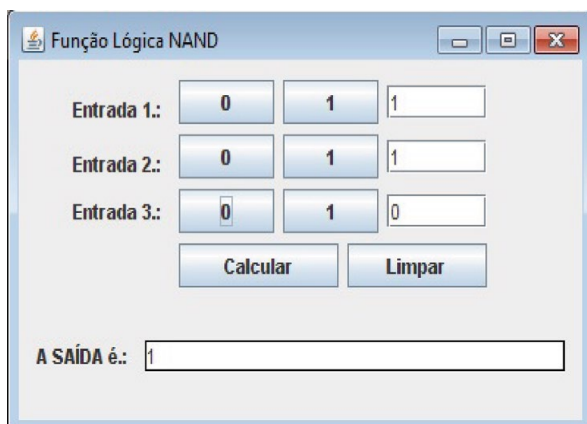 Função Lógica NAND
Entrada 1.: 0 1 1
Entrada 2.: 0 1 1
Entrada 3.: 0 1 0
Calcular Limpar
A SAÍDA é.: 1